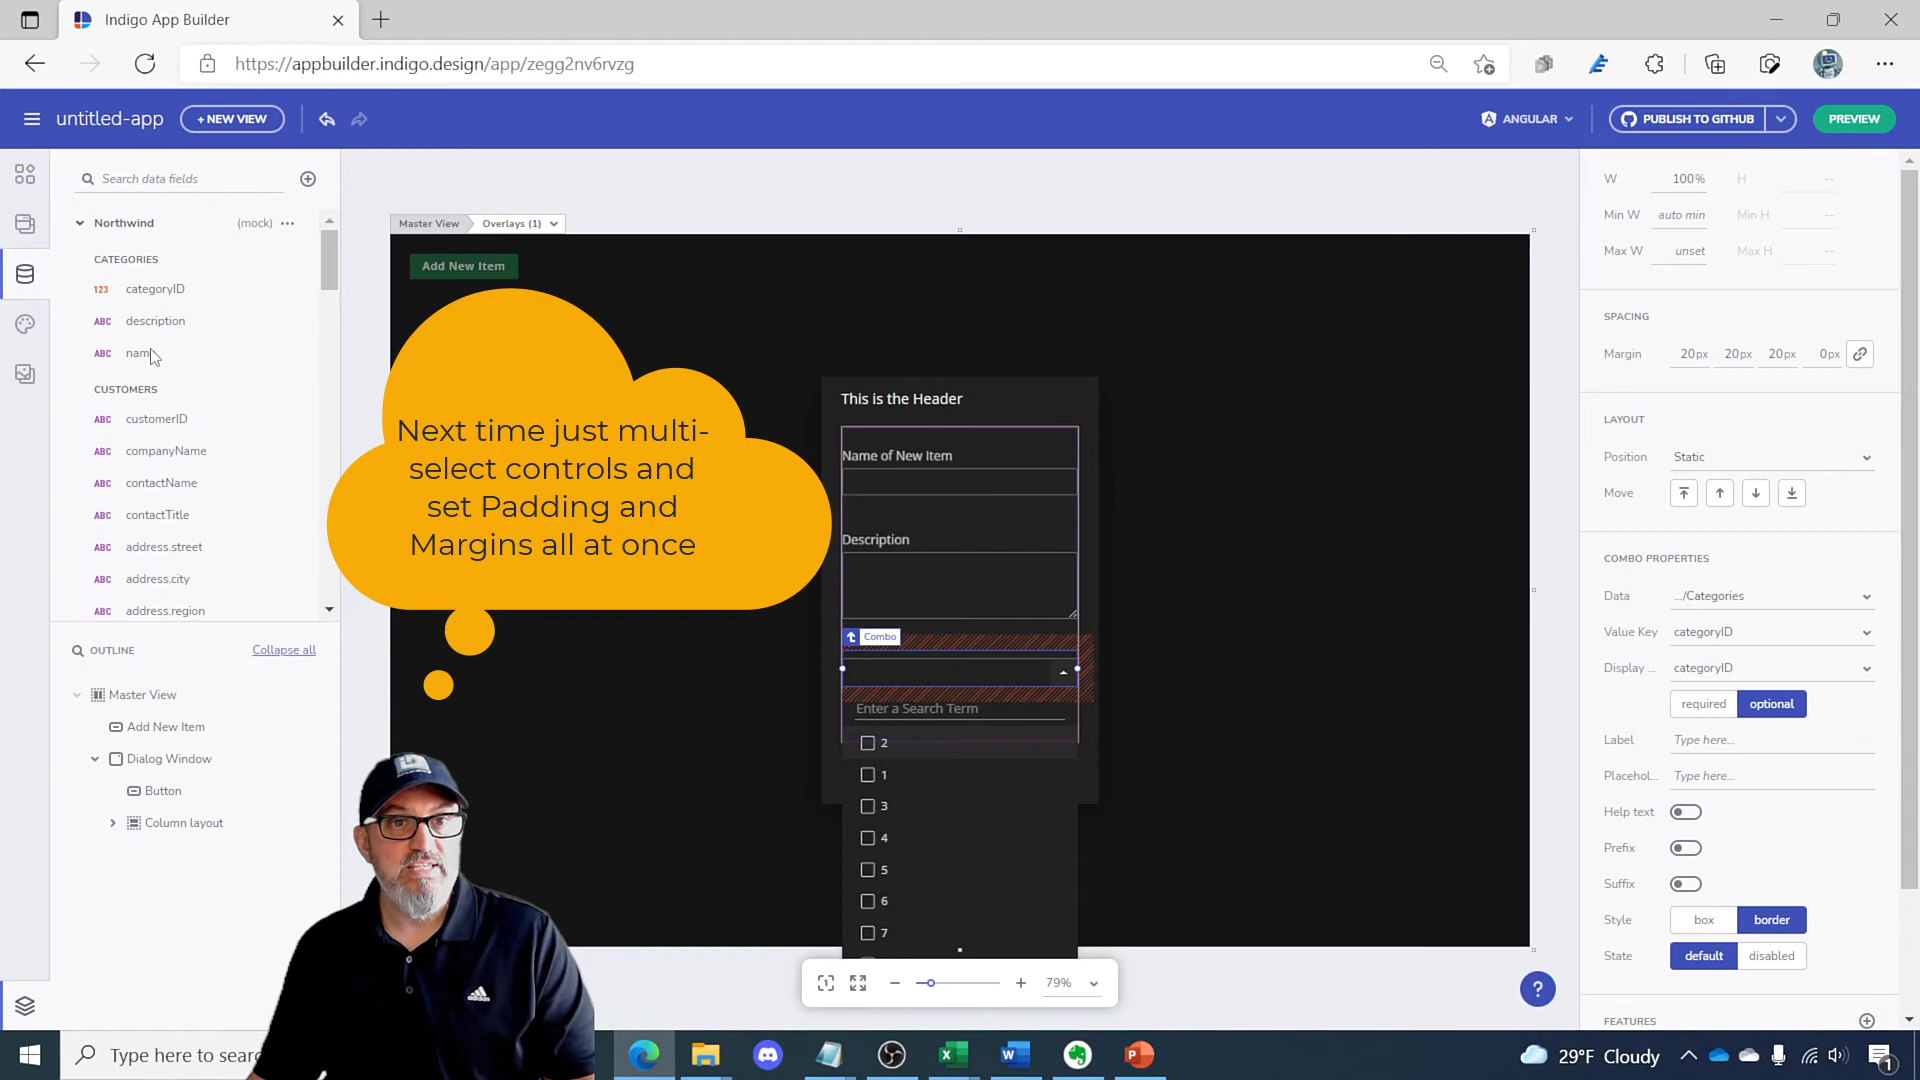 Indigo App Builder
https://appbuilder.indigo.design/app/zegg2nv6rvzg
untitled-app
+ NEW VIEW
ANGULAR
PUBLISH TO GITHUB
PREVIEW
Search data fields
Northwind
(mock)
CATEGORIES
123 categoryID
ABC description
ABC
CUSTOMERS
ABC customerID
ABC companyName
ABC contactName
ABC contactTitle
ABC address.street
ABC address.city
ABC address.region
OUTLINE
Collapse all
Master View
Add New Item
Dialog Window
Button
Column layout
Master View
Overlays (1)
Add New Item
Next time just multi-
select controls and
set Padding and
Margins all at once
This is the Header
Name of New Item
Description
Combo
Enter a Search Term
2
1
3
4
5
6
7
79%
?
W 100% H --
Min W auto min Min H --
Max W unset Max H --
SPACING
Margin 20px 20px 20px 0px
LAYOUT
Position Static
Move
COMBO PROPERTIES
Data .../Categories
Value Key categoryID
Display ... categoryID
required optional
Label Type here...
Placehol... Type here...
Help text
Prefix
Suffix
Style box border
State default disabled
FEATURES
Type here to sear
29°F Cloudy
1
adidas